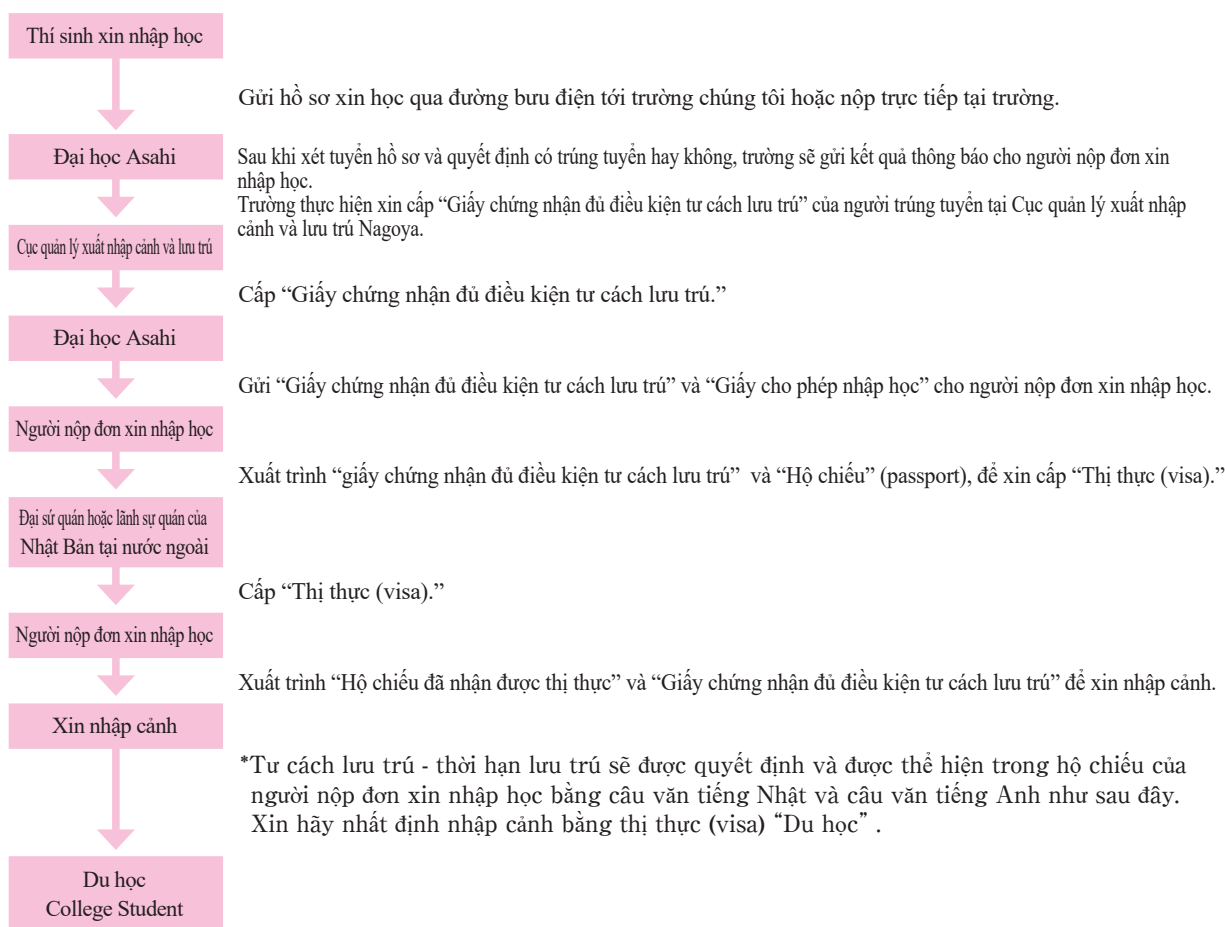 Thí sinh xin nhập học
Gửi hồ sơ xin học qua đường bưu điện tới trường chúng tôi hoặc nộp trực tiếp tại trường.
Đại học Asahi
Sau khi xét tuyển hồ sơ và quyết định có trúng tuyển hay không, trường sẽ gửi kết quả thông báo cho người nộp đơn xin
nhập học.
Trường thực hiện xin cấp “Giấy chứng nhận đủ điều kiện tư cách lưu trú” của người trúng tuyển tại Cục quản lý xuất nhập
cảnh và lưu trú Nagoya.
Cục quản lý xuất nhập cảnh và lưu trú
Cấp “Giấy chứng nhận đủ điều kiện tư cách lưu trú.”
Đại học Asahi
Gửi “Giấy chứng nhận đủ điều kiện tư cách lưu trú” và “Giấy cho phép nhập học” cho người nộp đơn xin nhập học.
Người nộp đơn xin nhập học
Xuất trình “giấy chứng nhận đủ điều kiện tư cách lưu trú” và “Hộ chiếu” (passport), để xin cấp “Thị thực (visa).”
Đại sứ quán hoặc lãnh sự quán của
Nhật Bản tại nước ngoài
Cấp “Thị thực (visa).”
Người nộp đơn xin nhập học
Xuất trình “Hộ chiếu đã nhận được thị thực” và “Giấy chứng nhận đủ điều kiện tư cách lưu trú” để xin nhập cảnh.
Xin nhập cảnh
*Tư cách lưu trú - thời hạn lưu trú sẽ được quyết định và được thể hiện trong hộ chiếu của
người nộp đơn xin nhập học bằng câu văn tiếng Nhật và câu văn tiếng Anh như sau đây.
Xin hãy nhất định nhập cảnh bằng thị thực (visa) “Du học” .
Du học
College Student